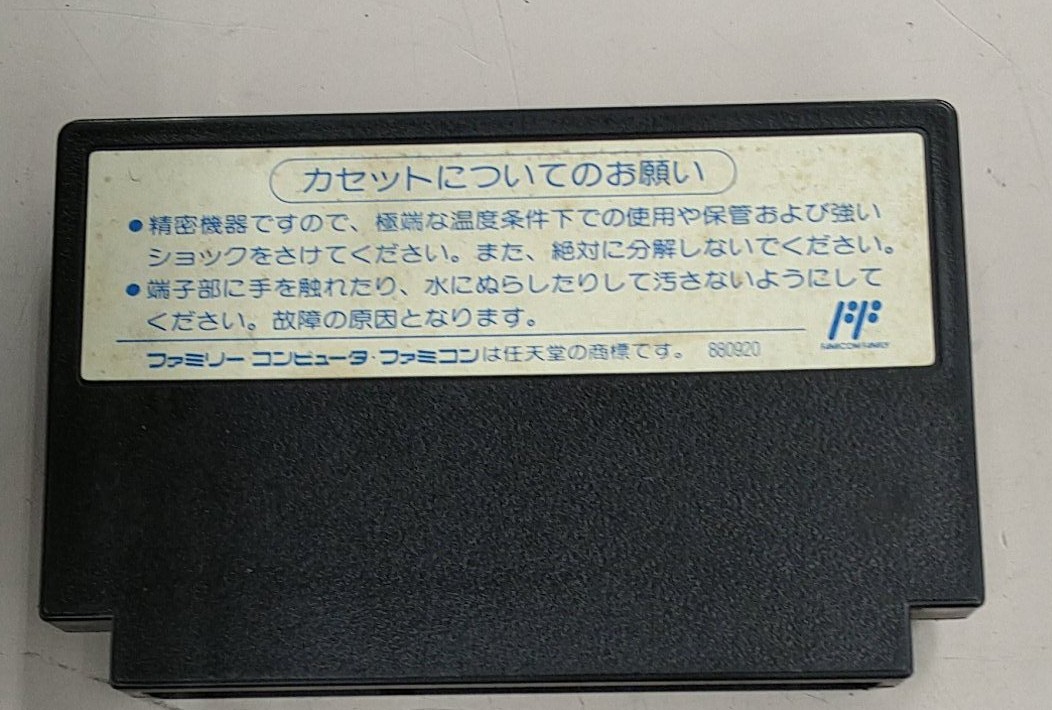 カセットについてのお願い
●精密機器ですので、極端な温度条件下での使用や保管および強い
ショックをさけてください。また、絶対に分解しないでください。
●端子部に手を触れたり、水にぬらしたりして汚さないようにして
ください。故障の原因となります。
ファミリー コンピュータ・ファミコンは任天堂の商標です。 880920